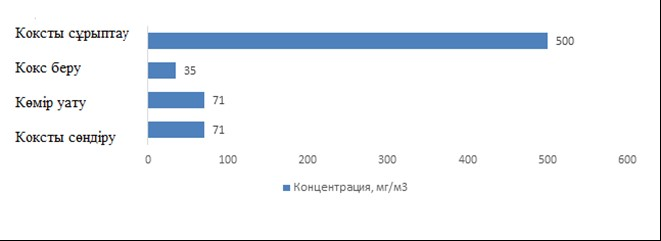 Коксты сұрыптау 500
Кокс беру 35
Көмір уату 71
Коксты сөндіру 71
0 100 200 300 400 500 600
Концентрация, мг/м3